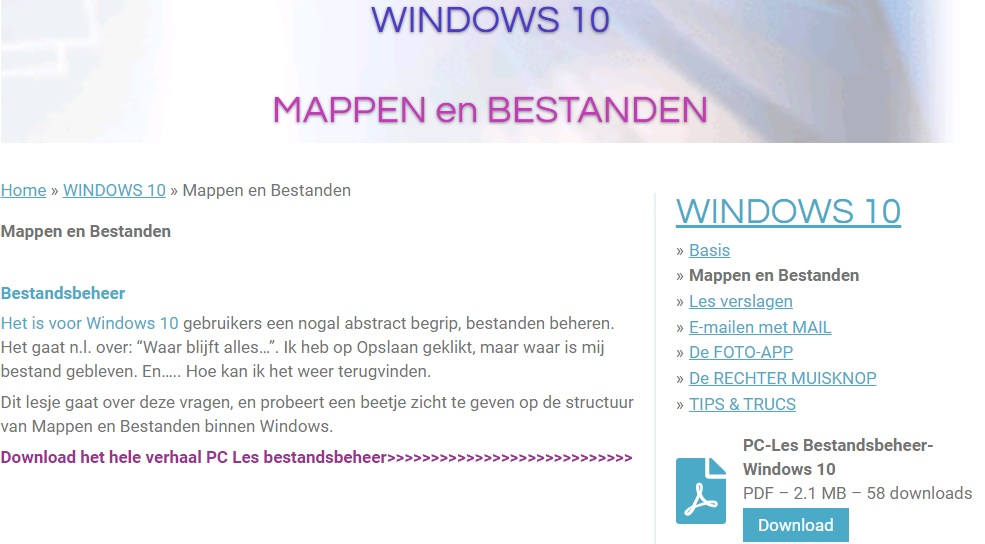 WINDOWS 10
MAPPEN en BESTANDEN
Home » WINDOWS 10 » Mappen en Bestanden
Mappen en Bestanden
Bestandsbeheer
Het is voor Windows 10 gebruikers een nogal abstract begrip, bestanden beheren.
Het gaat n.l. over: “Waar blijft alles…”. Ik heb op Opslaan geklikt, maar waar is mij
bestand gebleven. En….. Hoe kan ik het weer terugvinden.
Dit lesje gaat over deze vragen, en probeert een beetje zicht te geven op de structuur
van Mappen en Bestanden binnen Windows.
Download het hele verhaal PC Les bestandsbeheer>>>>>>>>>>>>>>>>>>>>>>>>>>>>
WINDOWS 10
» Basis
» Mappen en Bestanden
» Les verslagen
» E-mailen met MAIL
» De FOTO-APP
» De RECHTER MUISKNOP
» TIPS & TRUCS
PC-Les Bestandsbeheer-
Windows 10
PDF – 2.1 MB – 58 downloads
Download